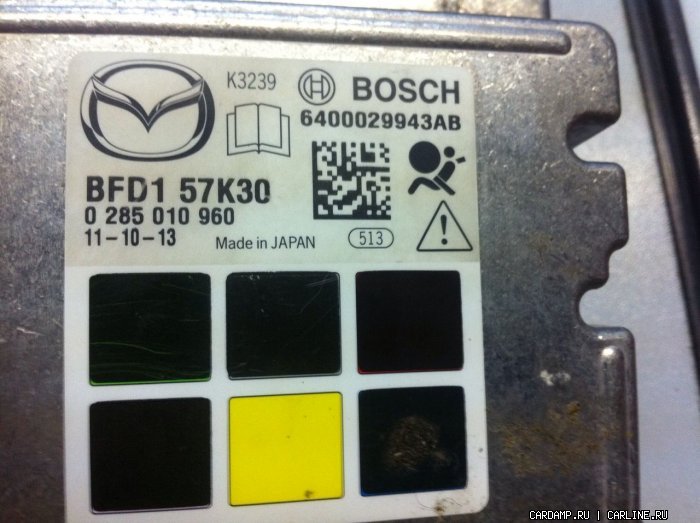 K3239 BOSCH
6400029943AB
BFD1 57K30
0 285 010 960
11-10-13 Made in JAPAN 513
CARDAMP.RU | CARLINE.RU